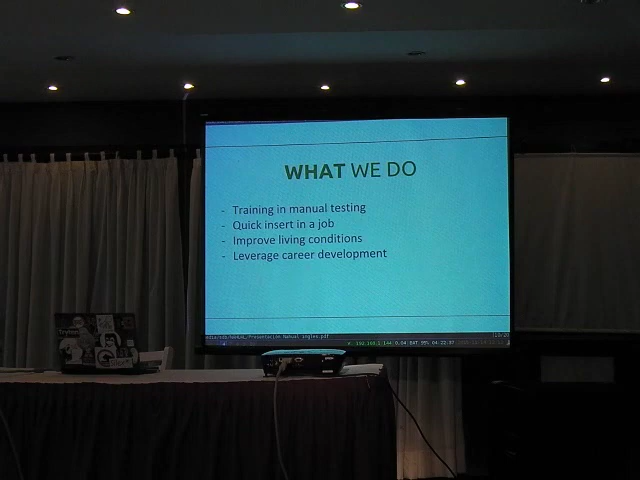 WHAT WE DO
- Training in manual testing
- Quick insert in a job
- Improve living conditions
- Leverage career development